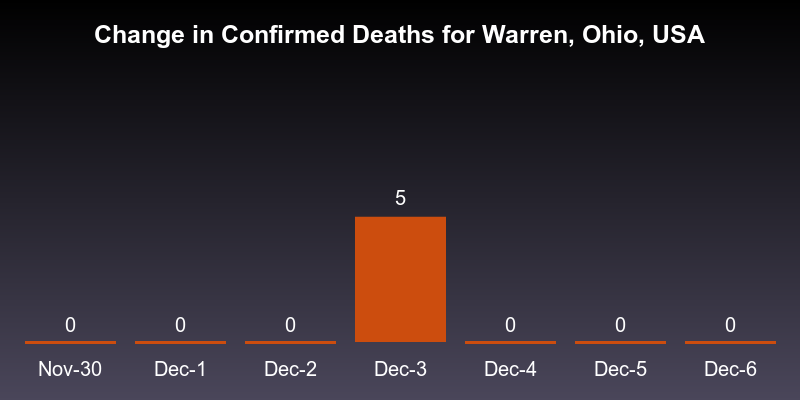 Change in Confirmed Deaths for Warren, Ohio, USA
5
0 0 0 0 0 0
Nov-30 Dec-1 Dec-2 Dec-3 Dec-4 Dec-5 Dec-6